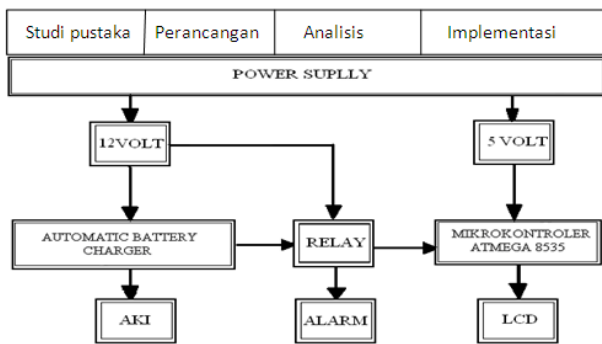 Studi pustaka
Perancangan
Analisis
Implementasi
POWER SUPLLY
12VOLT
5 VOLT
AUTOMATIC BATTERY
CHARGER
RELAY
MIKROKONTROLER
ATMEGA 8535
AKI
ALARM
LCD